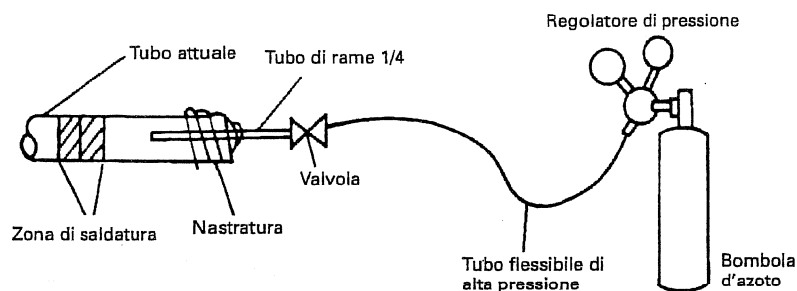 Regolatore di pressione
Tubo attuale
Tubo di rame 1/4
Valvola
Zona di saldatura
Nastratura
Tubo flessibile di
alta pressione
Bombola
d'azoto